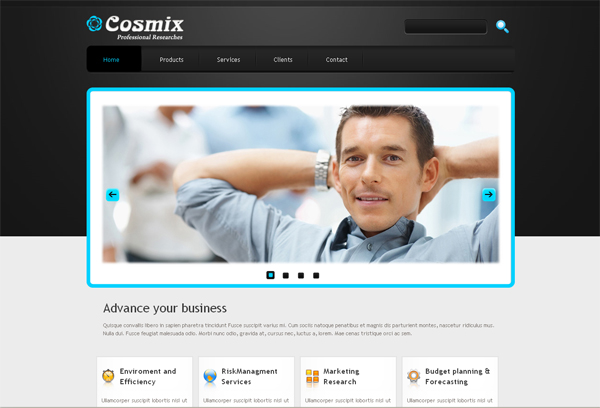 Cosmix
Professional Researches
Home Products Services Clients Contact
Advance your business
Quisque convallis libero in sapien pharetra tincidunt Fusce suscipit varius mi. Cum sociis natoque penatibus et magnis dis parturient montes, nascetur ridiculus mus.
Nulla dui. Fusce feugiat malesuada odio. Morbi nunc odio, gravida at, cursus nec, luctus a, lorem. Mae cenas tristique orci ac sem.
Enviroment and
Efficiency
Ullamcorper suscipit lobortis nisl ut
RiskManagment
Services
Ullamcorper suscipit lobortis nisl ut
Marketing
Research
Ullamcorper suscipit lobortis nisl ut
Budget planning &
Forecasting
Ullamcorper suscipit lobortis nisl ut